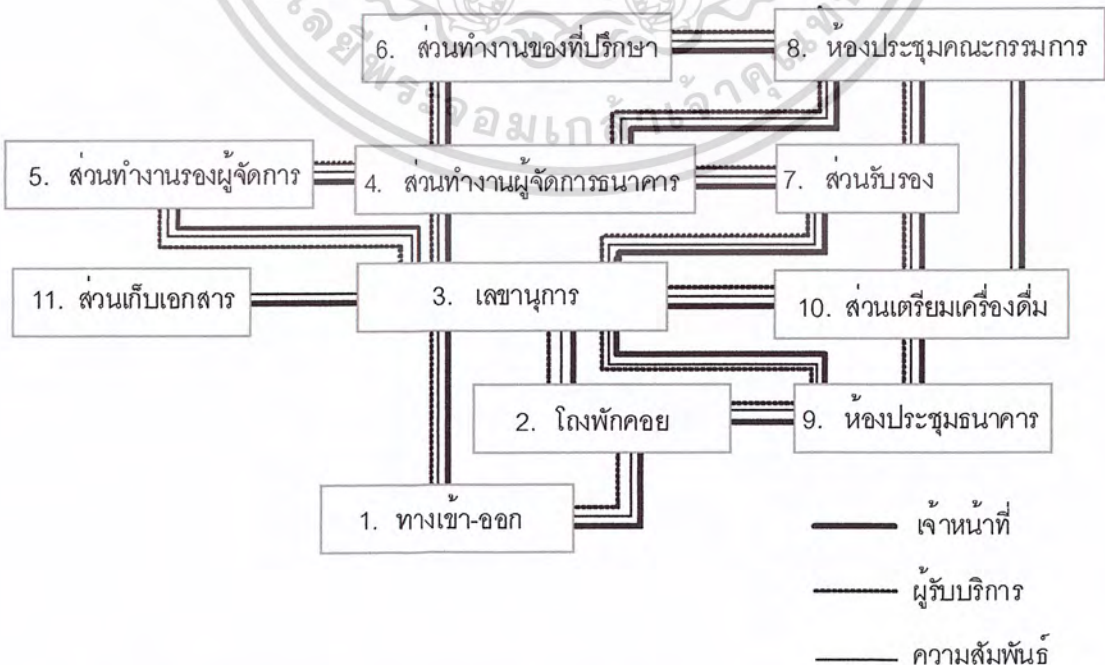 6. ส่วนทำงานของที่ปรึกษา
8. ห้องประชุมคณะกรรมการ
5. ส่วนทำงานรองผู้จัดการ
4. ส่วนทำงานผู้จัดการธนาคาร
7. ส่วนรับรอง
11. ส่วนเก็บเอกสาร
3. เลขานุการ
10. ส่วนเตรียมเครื่องดื่ม
2. โถงพักคอย
9. ห้องประชุมธนาคาร
1. ทางเข้า-ออก
เจ้าหน้าที่
ผู้รับบริการ
ความสัมพันธ์